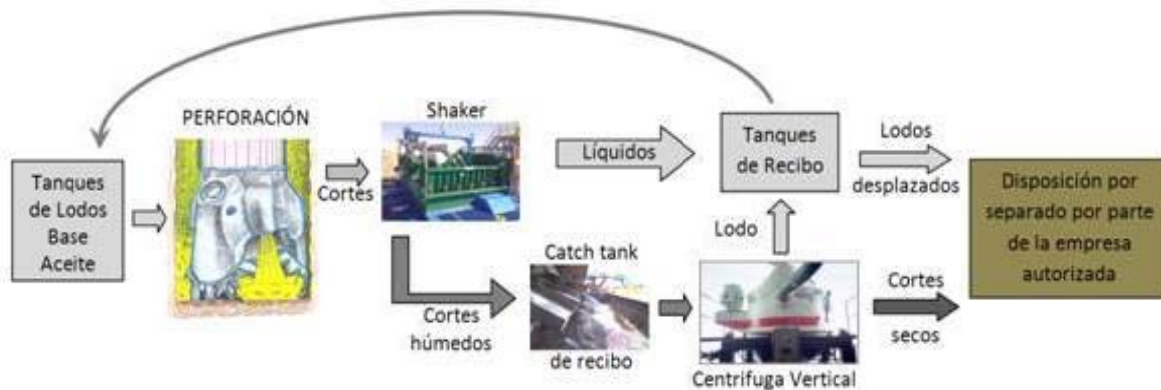 PERFORACIÓN
Shaker
Tanques
de Lodos
Base
Aceite
Cortes
Líquidos
Tanques
de Recibo
Lodos
desplazados
Disposición por
separado por parte
de la empresa
autorizada
Cortes
húmedos
Catch tank
de recibo
Lodo
Centrifuga Vertical
Cortes
secos